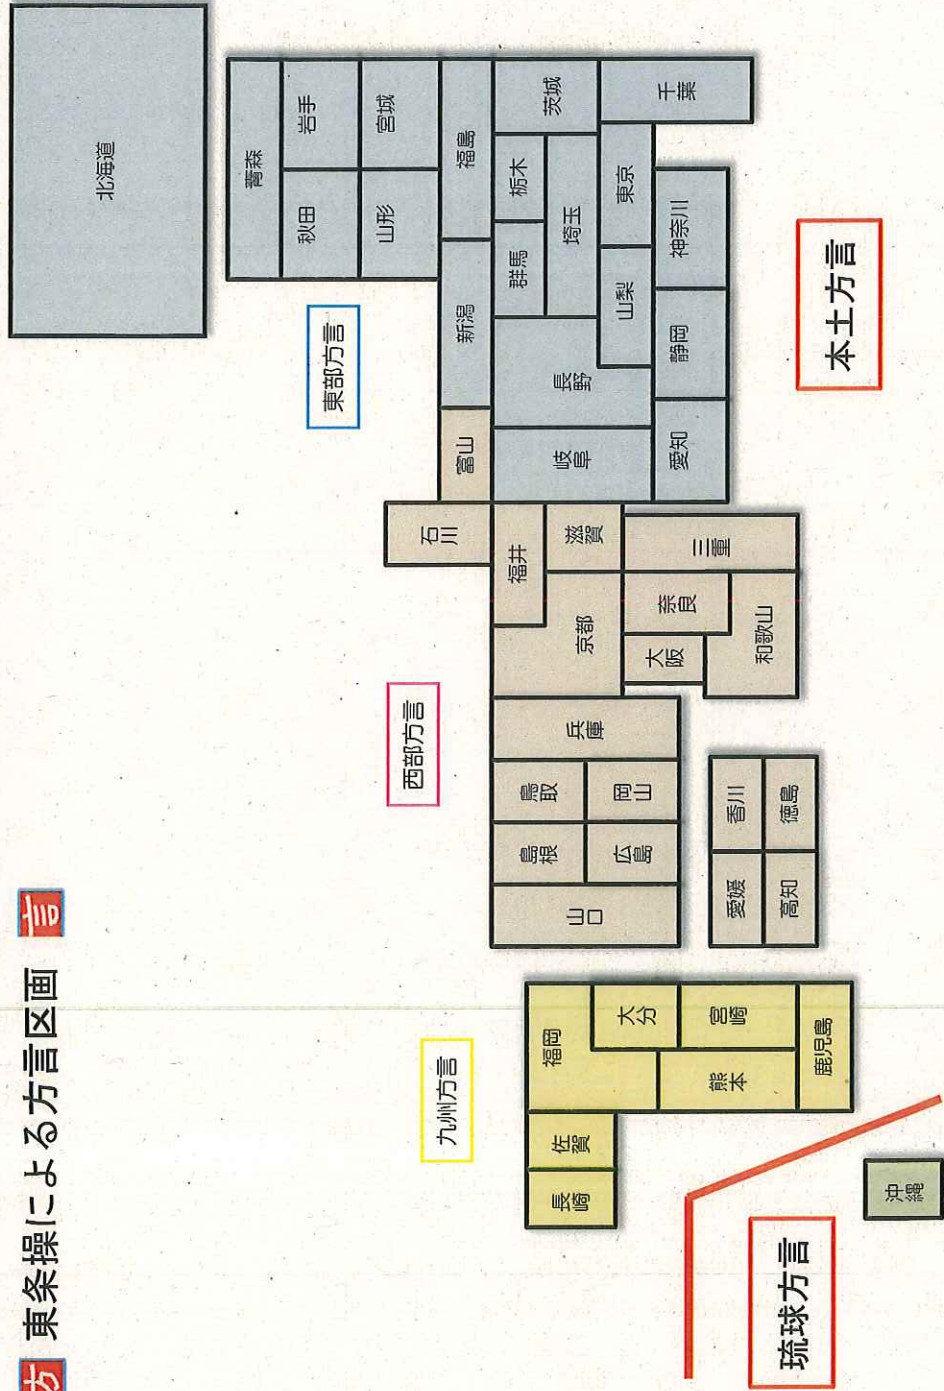 方 東条操による方言区画 言
北海道
青森
岩手
秋田
宮城
山形
福島
新潟
富山
石川
茨城
栃木
群馬
埼玉
千葉
東京
山梨
神奈川
長野
静岡
岐阜
愛知
福井
滋賀
三重
京都
奈良
大阪
和歌山
兵庫
鳥取
岡山
島根
広島
山口
香川
徳島
愛媛
高知
福岡
大分
宮崎
熊本
鹿児島
佐賀
長崎
沖縄
東部方言
西部方言
九州方言
本土方言
琉球方言